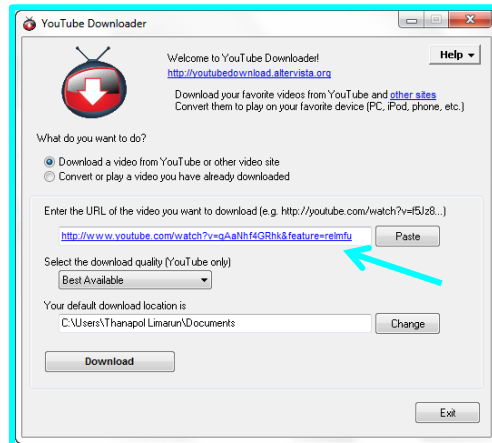 YouTube Downloader
Help
Welcome to YouTube Downloader!
http://youtubedownload.altervista.org
Download your favorite videos from YouTube and other sites
Convert them to play on your favorite device (PC, iPod, phone, etc.)
What do you want to do?
Download a video from YouTube or other video site
Convert or play a video you have already downloaded
Enter the URL of the video you want to download (e.g. http://youtube.com/watch?v=I5Jz8...)
http://www.youtube.com/watch?v=qAaNhf4GRhk&feature=relmfu
Paste
Select the download quality (YouTube only)
Best Available
Your default download location is
C:\Users\Thanapol Limarun\Documents
Change
Download
Exit